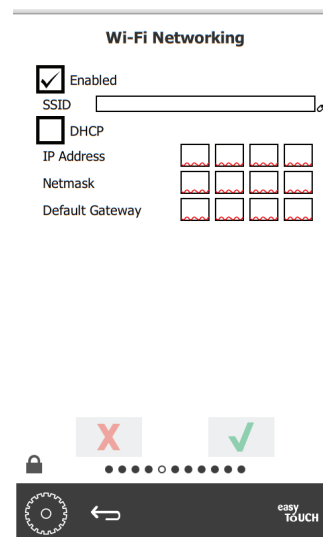 Wi-Fi Networking
Enabled
SSID
DHCP
IP Address
Netmask
Default Gateway
easy
TOUCH